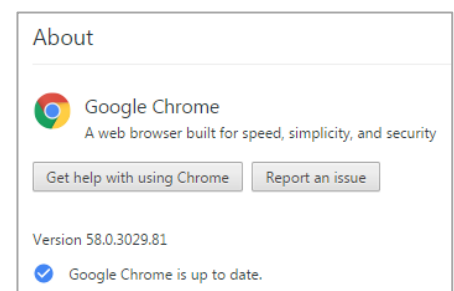 About
Google Chrome
A web browser built for speed, simplicity, and security
Get help with using Chrome Report an issue
Version 58.0.3029.81
Google Chrome is up to date.